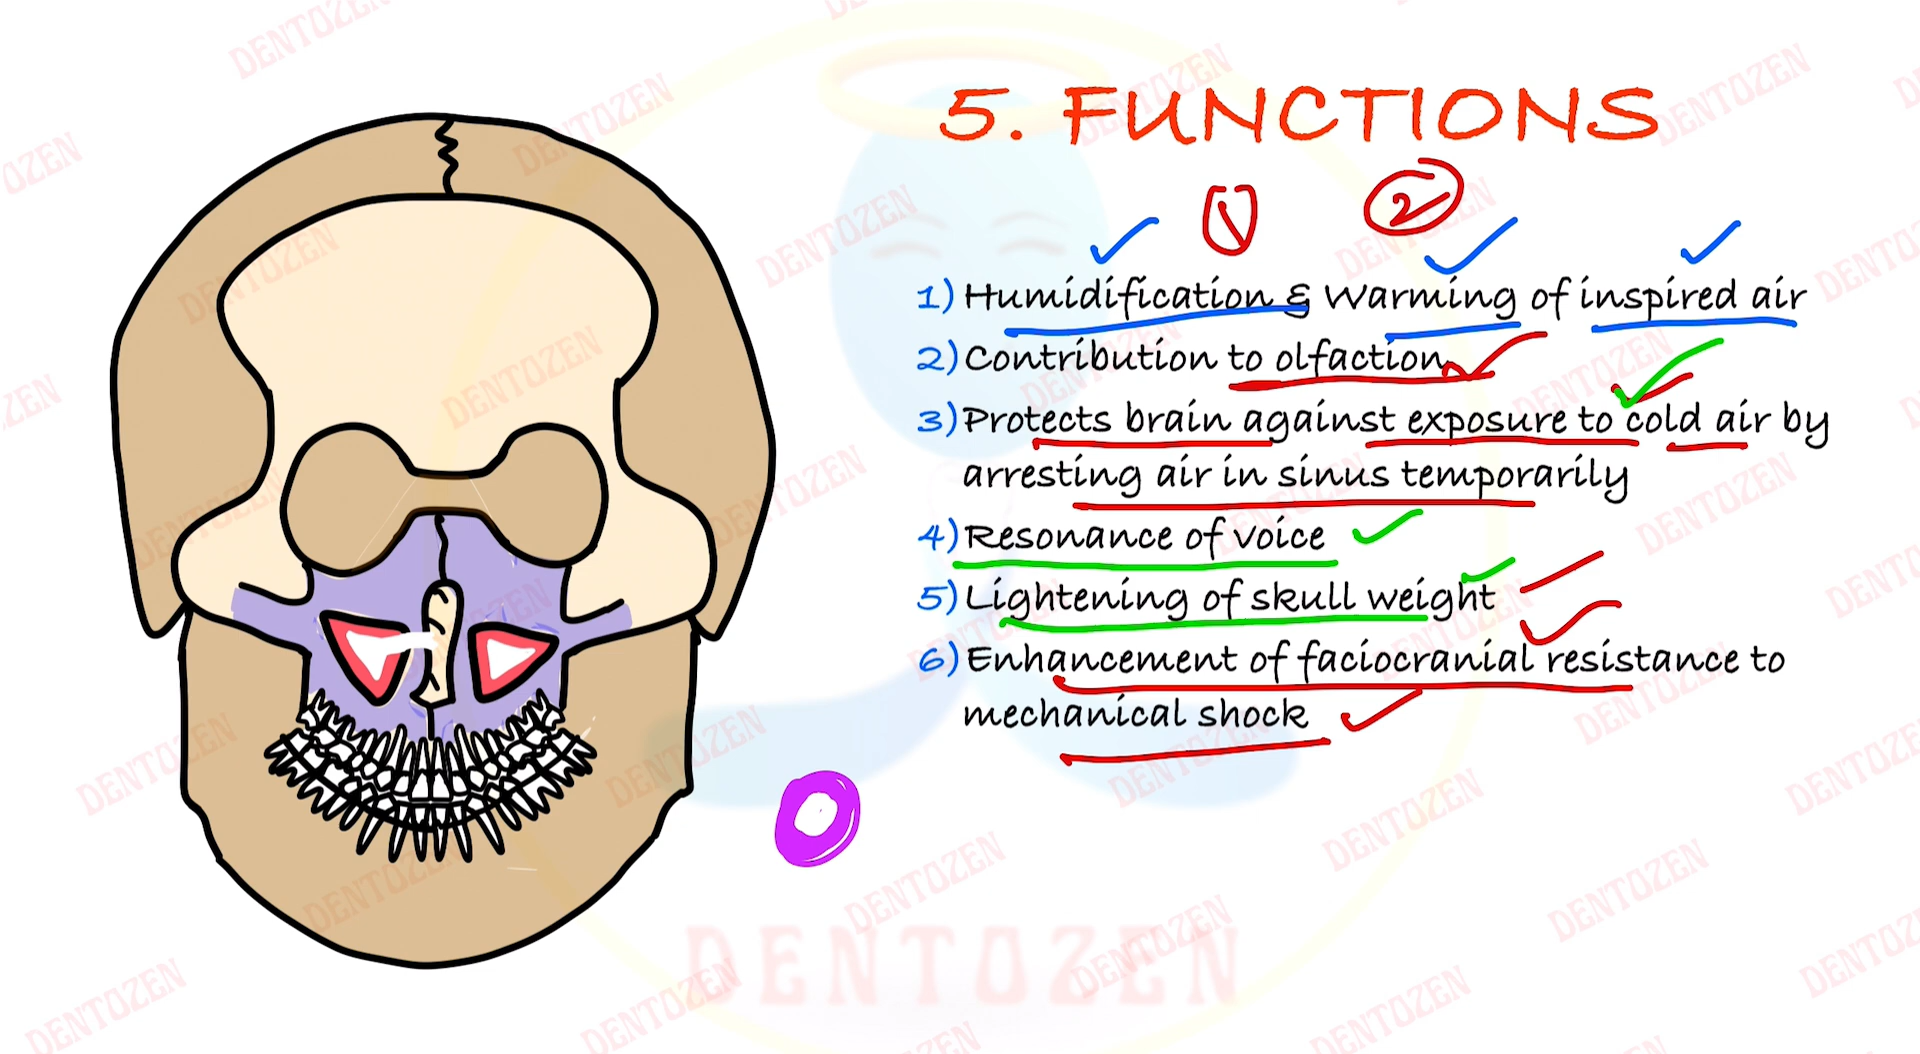 5. FUNCTIONS
1 2
1) Humidification & Warming of inspired air
2) Contribution to olfaction
3) Protects brain against exposure to cold air by
arresting air in sinus temporarily
4) Resonance of voice
5) Lightening of skull weight
6) Enhancement of faciocranial resistance to
mechanical shock
DENTOZEN